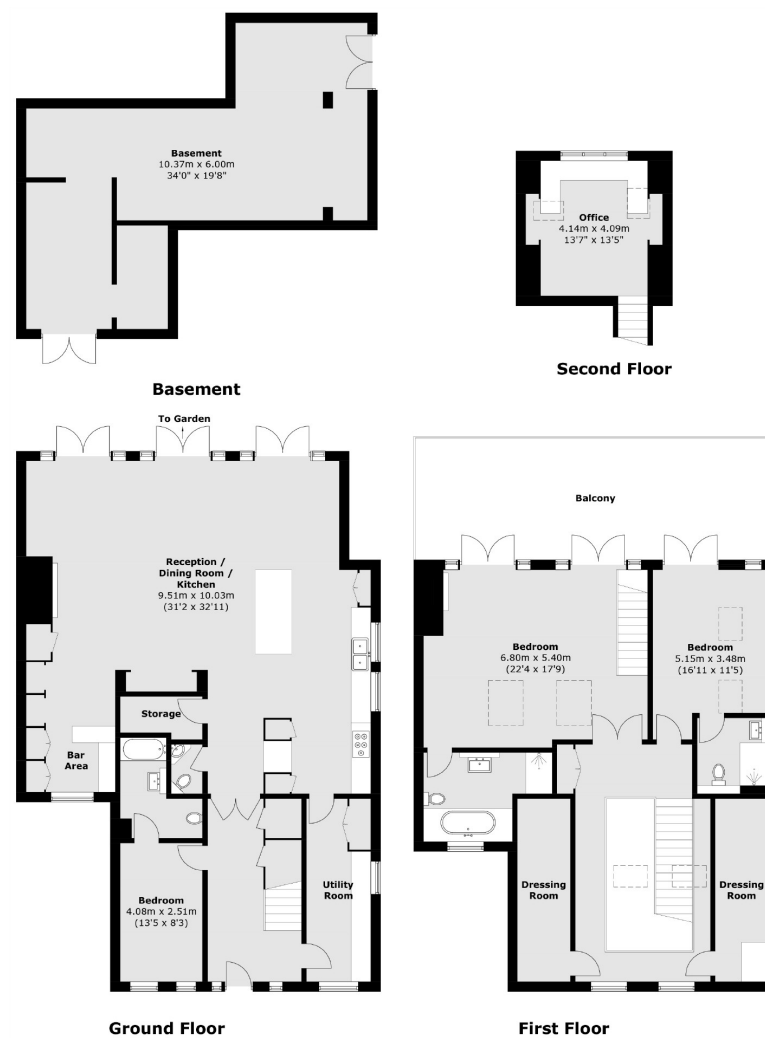 Basement
10.37m x 6.00m
34'0" x 19'8"
Basement
Office
4.14m x 4.09m
13'7" x 13'5"
Second Floor
To Garden
Reception /
Dining Room /
Kitchen
9.51m x 10.03m
(31'2 x 32'11)
Storage
Bar
Area
Bedroom
4.08m x 2.51m
(13'5 x 8'3)
Utility
Room
Ground Floor
Balcony
Bedroom
6.80m x 5.40m
(22'4 x 17'9)
Bedroom
5.15m x 3.48m
(16'11 x 11'5)
Dressing
Room
Dressing
Room
First Floor